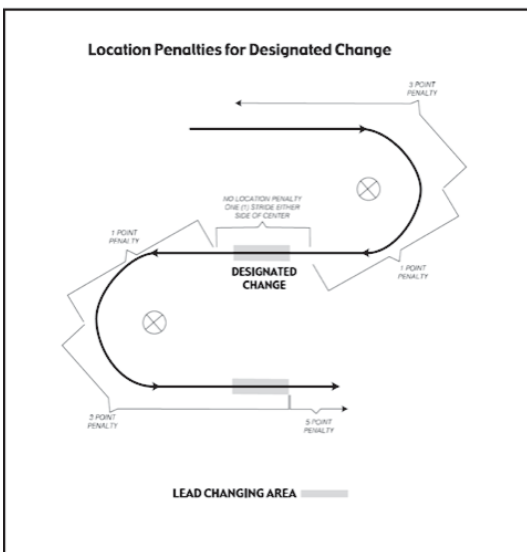 Location Penalties for Designated Change
3 POINT
PENALTY
NO LOCATION PENALTY
ONE (1) STRIDE EITHER
SIDE OF CENTER
1 POINT
PENALTY
DESIGNATED
CHANGE
1 POINT
PENALTY
3 POINT
PENALTY
5 POINT
PENALTY
LEAD CHANGING AREA